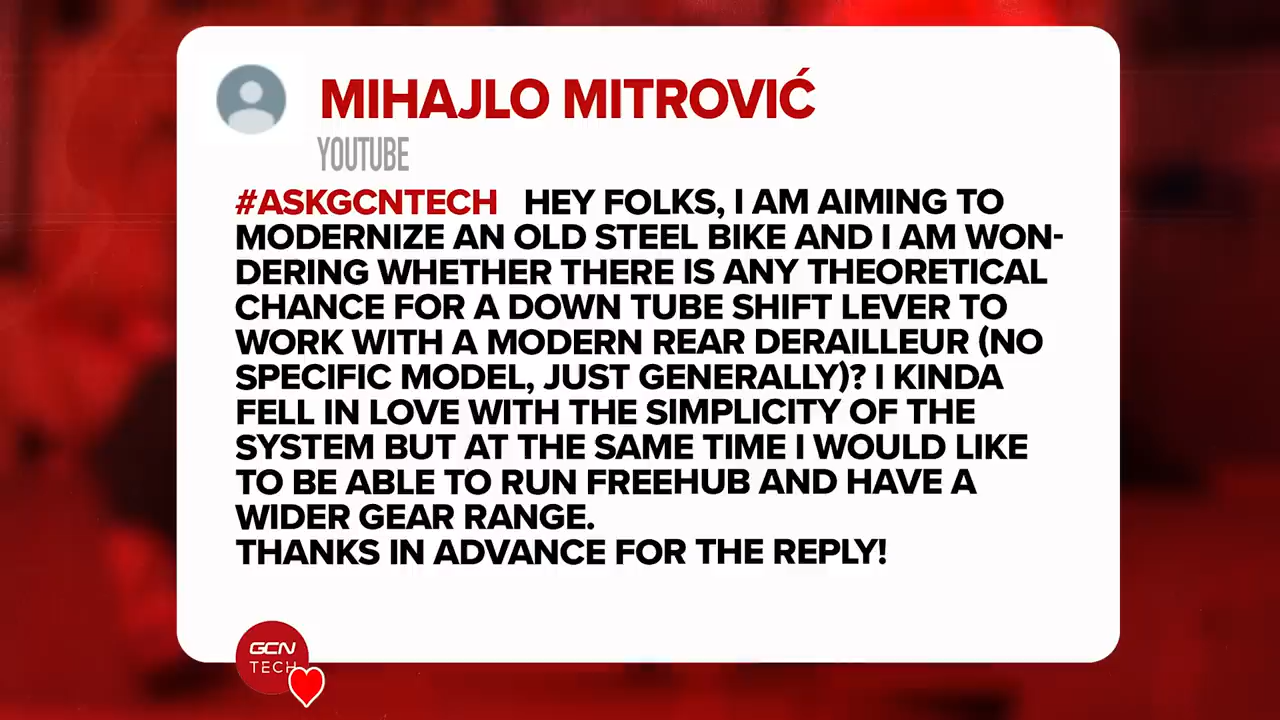 MIHAJLO MITROVIĆ
YOUTUBE
#ASKGCNTECH HEY FOLKS, I AM AIMING TO
MODERNIZE AN OLD STEEL BIKE AND I AM WON-
DERING WHETHER THERE IS ANY THEORETICAL
CHANCE FOR A DOWN TUBE SHIFT LEVER TO
WORK WITH A MODERN REAR DERAILLEUR (NO
SPECIFIC MODEL, JUST GENERALLY)? I KINDA
FELL IN LOVE WITH THE SIMPLICITY OF THE
SYSTEM BUT AT THE SAME TIME I WOULD LIKE
TO BE ABLE TO RUN FREEHUB AND HAVE A
WIDER GEAR RANGE.
THANKS IN ADVANCE FOR THE REPLY!
GCN
TECH